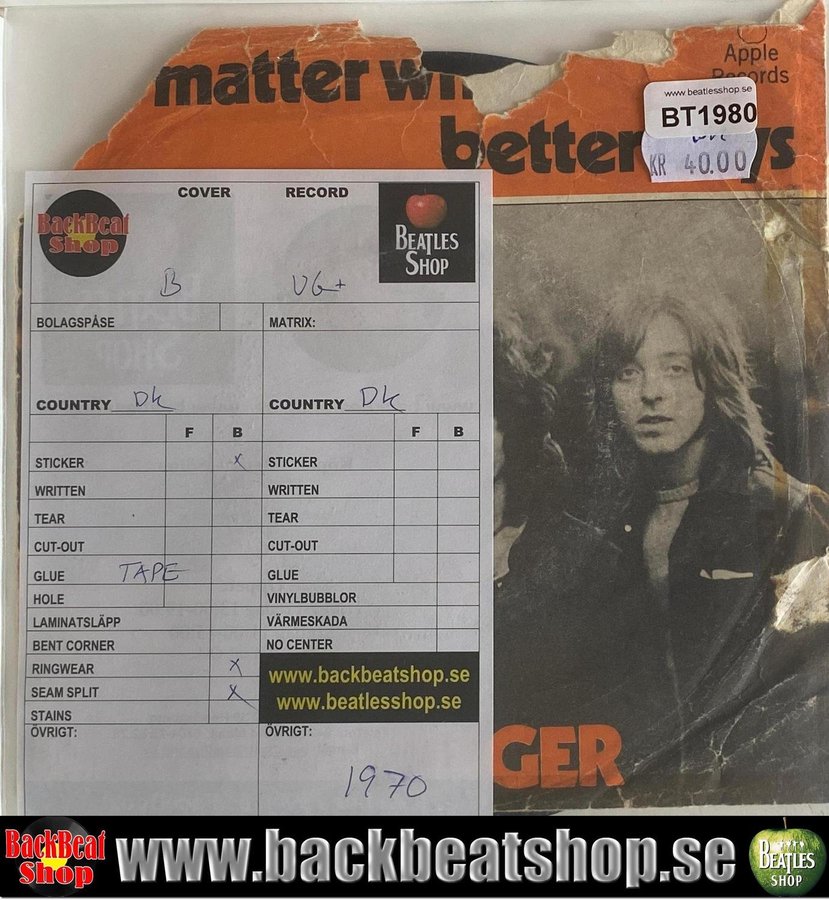 matter wi
Apple
Records
www.beatlesshop.se
BT1980
better ys
KR 40.00
COVER RECORD
BackBeat
Shop
BEATLES
SHOP
B VG+
BOLAGSPÅSE MATRIX:
COUNTRY DK COUNTRY DK
F B F B
STICKER X STICKER
WRITTEN WRITTEN
TEAR TEAR
CUT-OUT CUT-OUT
GLUE TAPE GLUE
HOLE VINYLBUBBLOR
LAMINATSLÄPP VÄRMESKADA
BENT CORNER NO CENTER
RINGWEAR X www.backbeatshop.se
SEAM SPLIT X www.beatlesshop.se
STAINS
ÖVRIGT: ÖVRIGT:
1970
GER
BackBeat
Shop
www.backbeatshop.se
BEATLES
SHOP